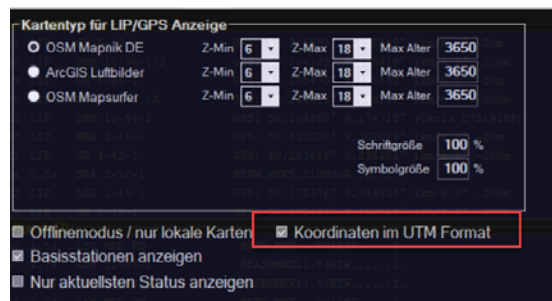 Kartentyp für LIP/GPS Anzeige
OSM Mapnik DE Z-Min 6 Z-Max 18 Max Alter 3650
ArcGIS Luftbilder Z-Min 6 Z-Max 18 Max Alter 3650
OSM Mapsurfer Z-Min 6 Z-Max 18 Max Alter 3650
Schriftgröße 100 %
Symbolgröße 100 %
Offlinemodus / nur lokale Karten Koordinaten im UTM Format
Basisstationen anzeigen
Nur aktuellsten Status anzeigen